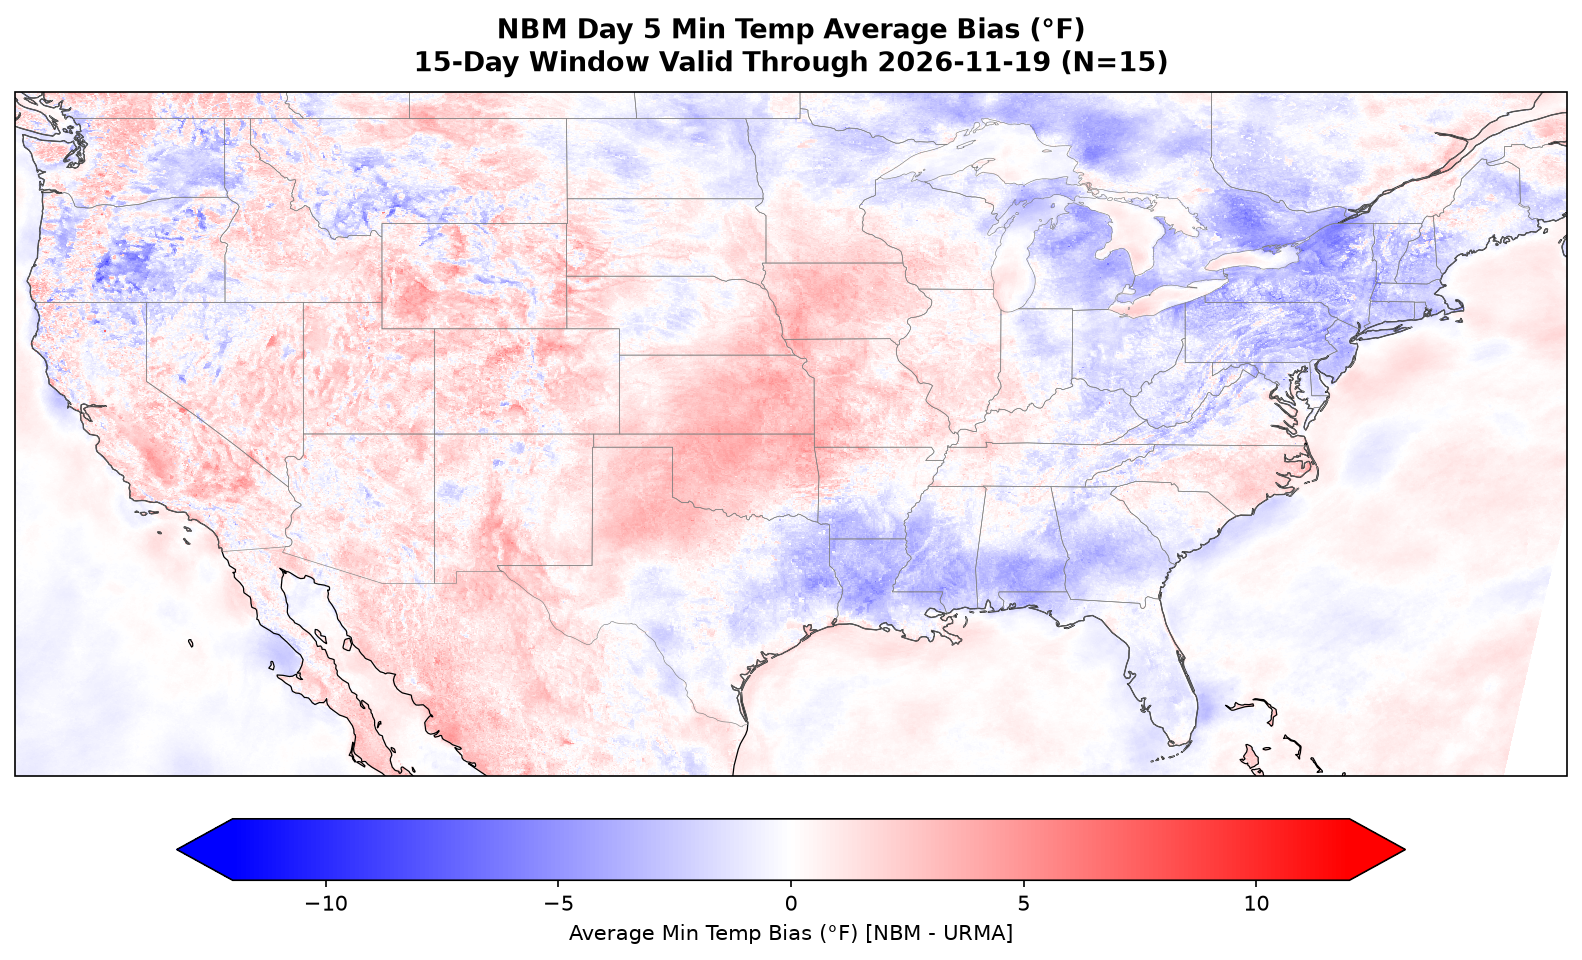 NBM Day 5 Min Temp Average Bias (°F)
15-Day Window Valid Through 2026-11-19 (N=15)
−10 −5 0 5 10
Average Min Temp Bias (°F) [NBM - URMA]